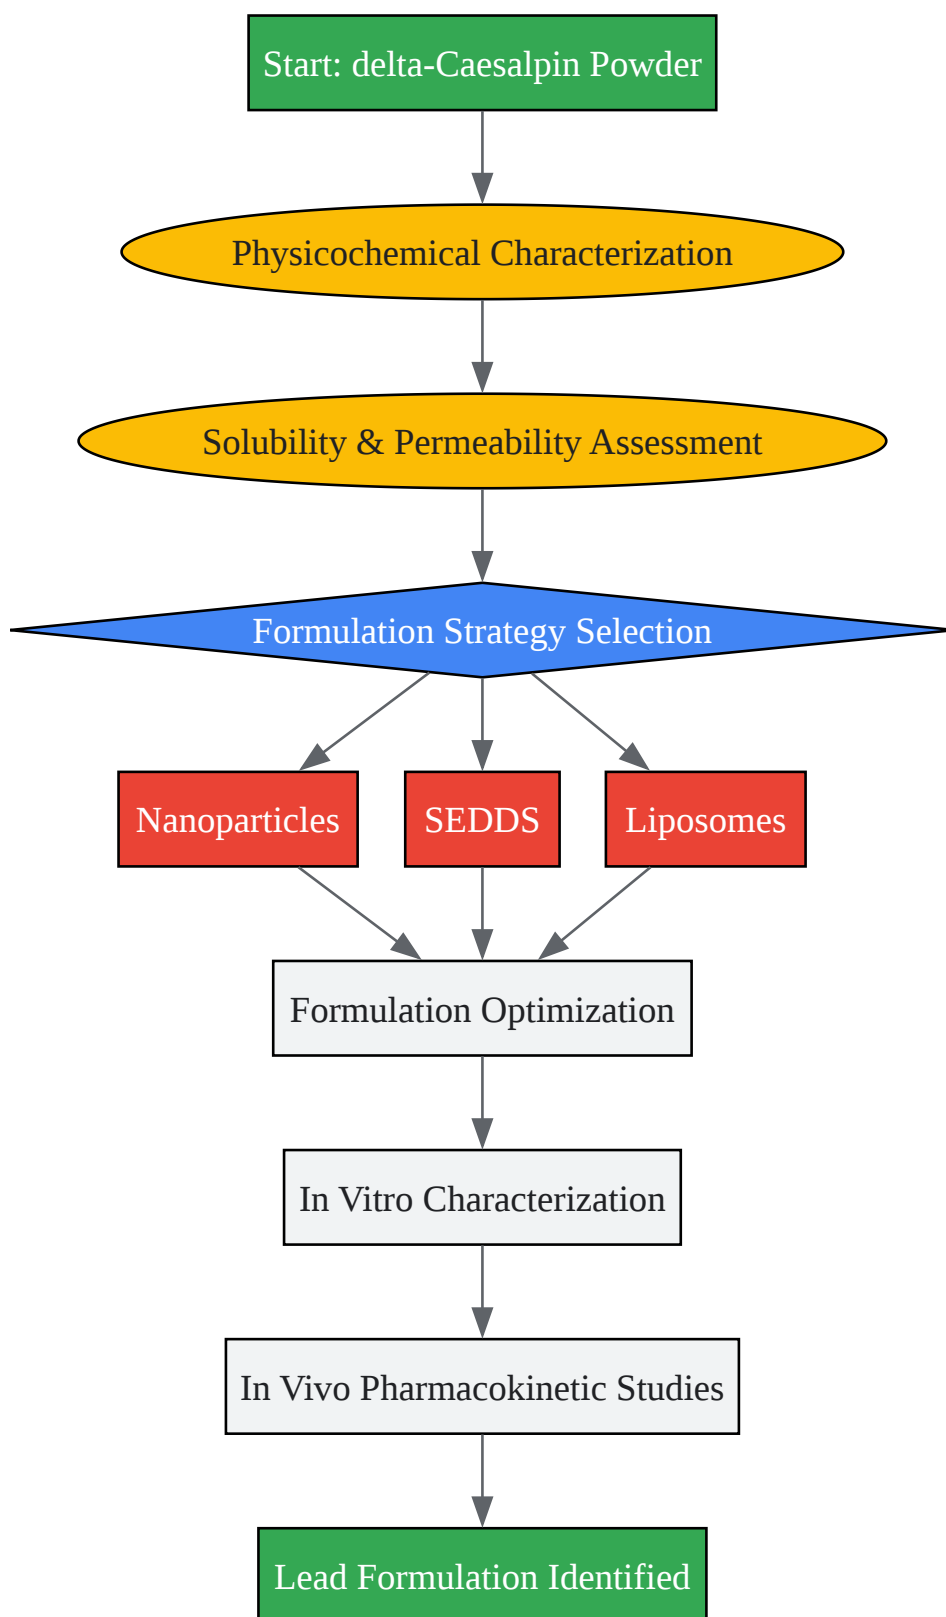 Start: delta-Caesalpin Powder
Physicochemical Characterization
Solubility & Permeability Assessment
Formulation Strategy Selection
Nanoparticles
SEDDS
Liposomes
Formulation Optimization
In Vitro Characterization
In Vivo Pharmacokinetic Studies
Lead Formulation Identified